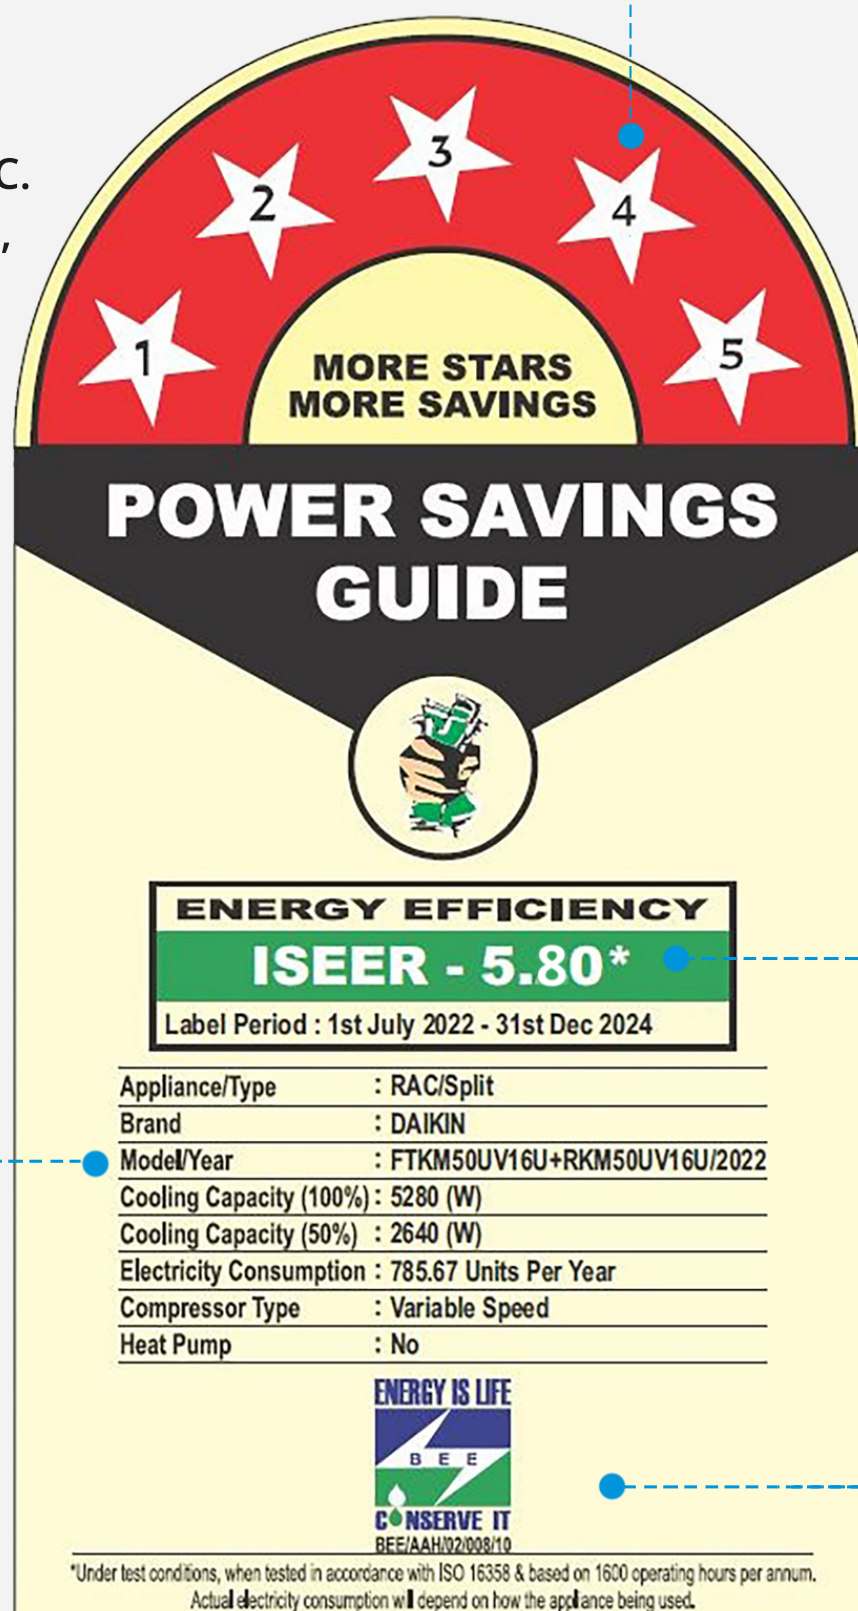 c.
,
3
2
4
1
5
MORE STARS
MORE SAVINGS
POWER SAVINGS
GUIDE
ENERGY EFFICIENCY
ISEER - 5.80*
Label Period : 1st July 2022 - 31st Dec 2024
Appliance/Type : RAC/Split
Brand : DAIKIN
Model/Year : FTKM50UV16U+RKM50UV16U/2022
Cooling Capacity (100%) : 5280 (W)
Cooling Capacity (50%) : 2640 (W)
Electricity Consumption : 785.67 Units Per Year
Compressor Type : Variable Speed
Heat Pump : No
ENERGY IS LIFE
BEE
CONSERVE IT
BEE/AAH/02/008/10
*Under test conditions, when tested in accordance with ISO 16358 & based on 1600 operating hours per annum.
Actual electricity consumption will depend on how the appliance being used.